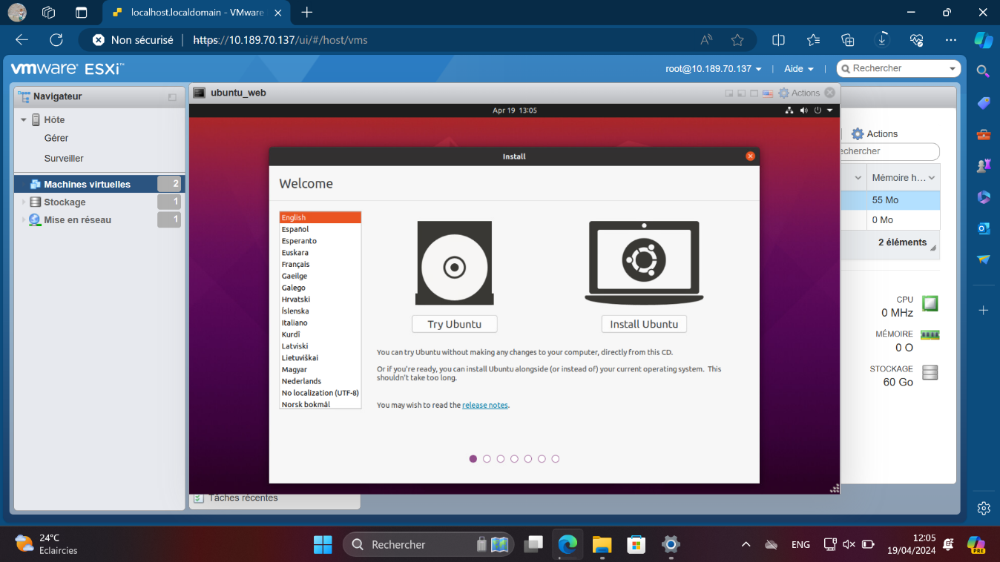 localhost.localdomain - VMware
Non sécurisé
https://10.189.70.137/ui/#/host/vms
vmware ESXi™
root@10.189.70.137
Aide
Rechercher
Navigateur
Hôte
Gérer
Surveiller
Machines virtuelles 2
Stockage 1
Mise en réseau 1
ubuntu_web
Actions
Apr 19 13:05
Install
Welcome
English
Español
Esperanto
Euskara
Français
Gaeilge
Galego
Hrvatski
Íslenska
Italiano
Kurdî
Latviski
Lietuviškai
Magyar
Nederlands
No localization (UTF-8)
Norsk bokmål
Try Ubuntu
Install Ubuntu
You can try Ubuntu without making any changes to your computer, directly from this CD.
Or if you're ready, you can install Ubuntu alongside (or instead of) your current operating system. This
shouldn't take too long.
You may wish to read the release notes.
Actions
echercher
Mémoire h...
55 Mo
0 Mo
2 éléments
CPU
0 MHz
MÉMOIRE
0 O
STOCKAGE
60 Go
Tâches récentes
24°C
Eclaircies
Rechercher
ENG
12:05
19/04/2024
PRE